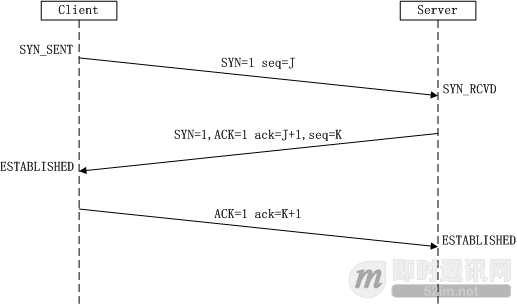 Client
Server
SYN_SENT
SYN=1 seq=J
SYN_RCVD
SYN=1,ACK=1 ack=J+1,seq=K
ESTABLISHED
ACK=1 ack=K+1
ESTABLISHED
即时通讯网
52im.net